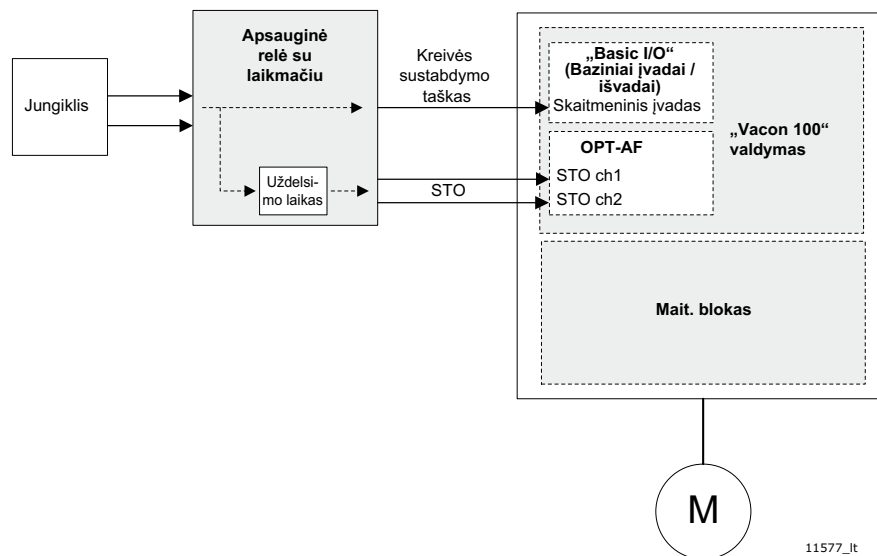 Jungiklis
Apsauginė
relė su
laikmačiu
Uždelsi-
mo laikas
Kreivės
sustabdymo
taškas
STO
„Basic I/O“
(Baziniai įvadai /
išvadai)
Skaitmeninis įvadas
OPT-AF
STO ch1
STO ch2
„Vacon 100“
valdymas
Mait. blokas
M
11577_lt